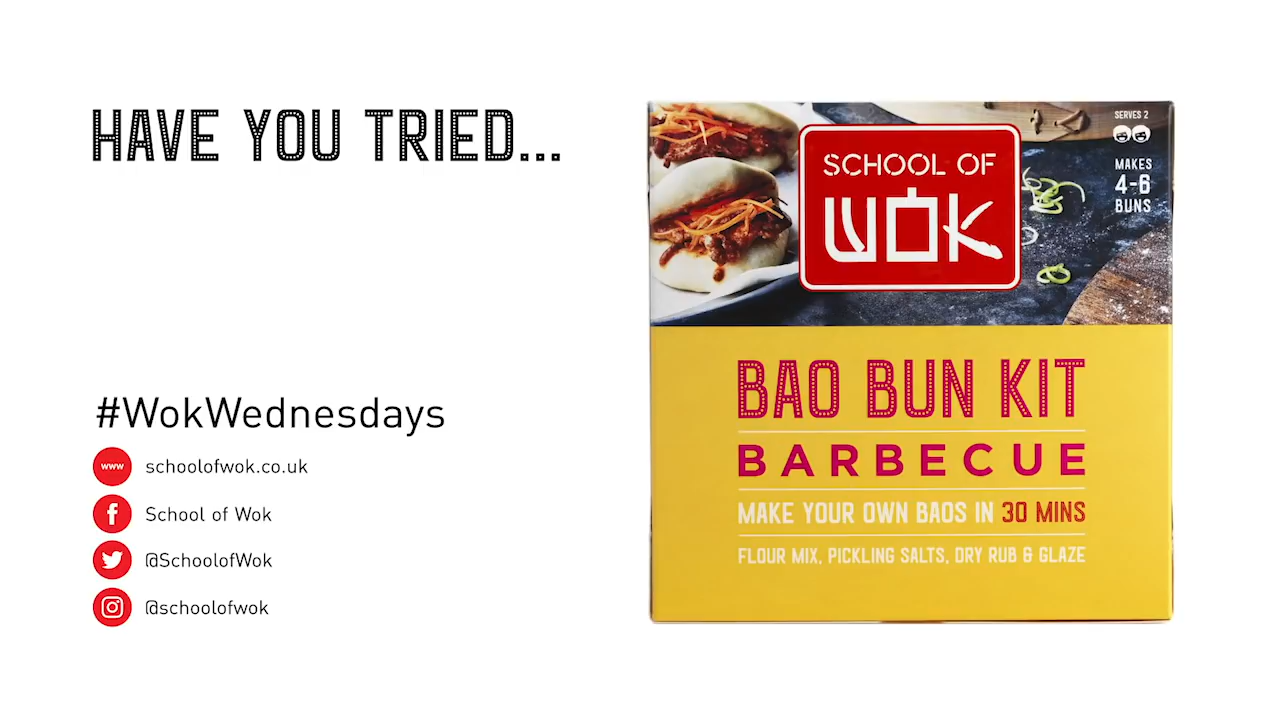 HAVE YOU TRIED...
#WokWednesdays
www
schoolofwok.co.uk
School of Wok
@SchoolofWok
@schoolofwok
SCHOOL OF
WOK
SERVES 2
MAKES
4-6
BUNS
BAO BUN KIT
BARBECUE
MAKE YOUR OWN BAOS IN 30 MINS
FLOUR MIX, PICKLING SALTS, DRY RUB & GLAZE